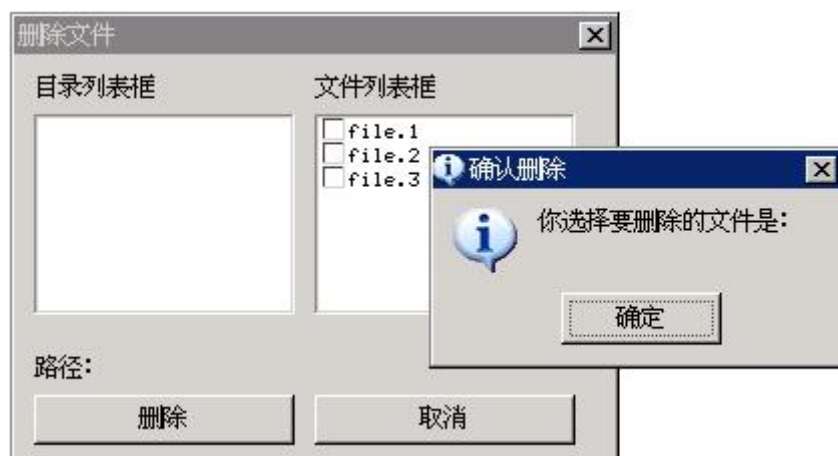 删除文件
目录列表框
文件列表框
file.1
file.2
file.3
确认删除
你选择要删除的文件是:
确定
路径:
删除
取消